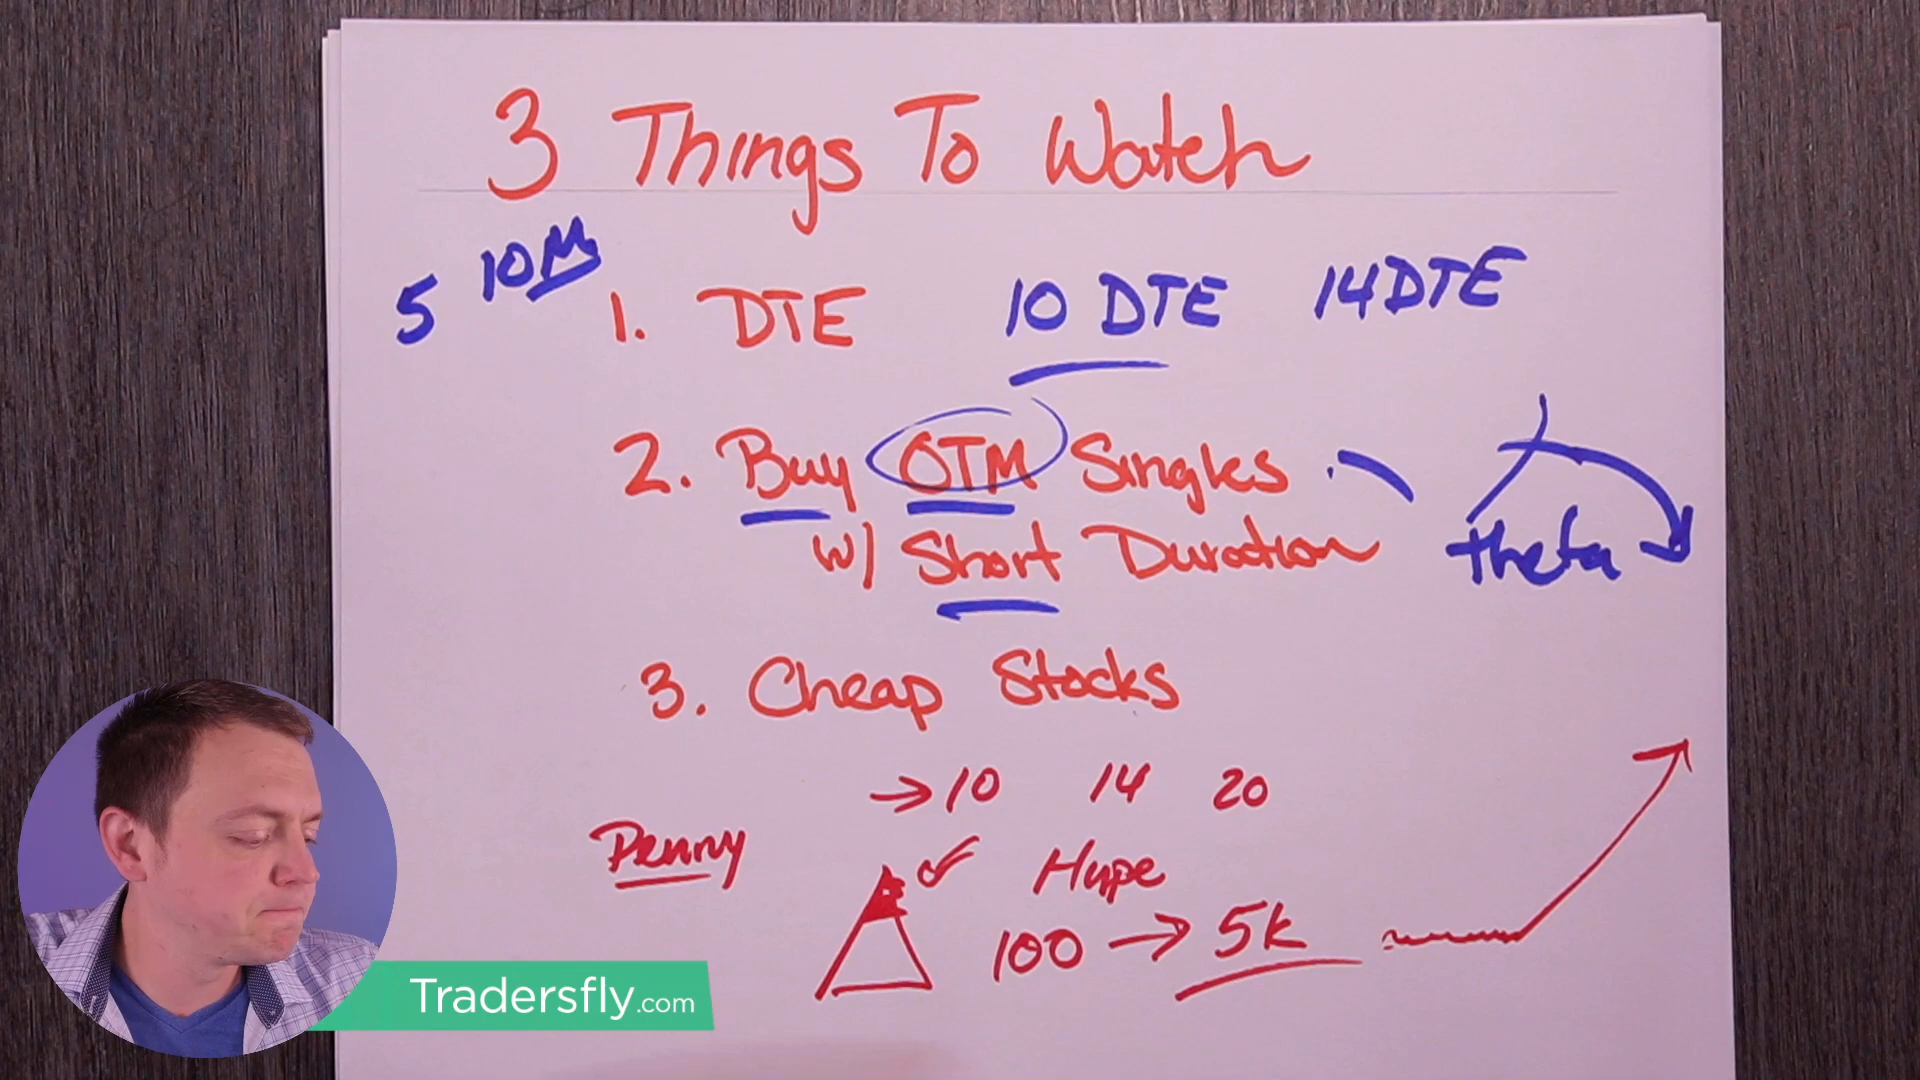 3 Things To Watch
5 10M
1. DTE 10 DTE 14DTE
2. Buy OTM Singles
w/ Short Duration theta
3. Cheap Stocks
→10 14 20
Penny
Hype
100 → 5k
Tradersfly.com